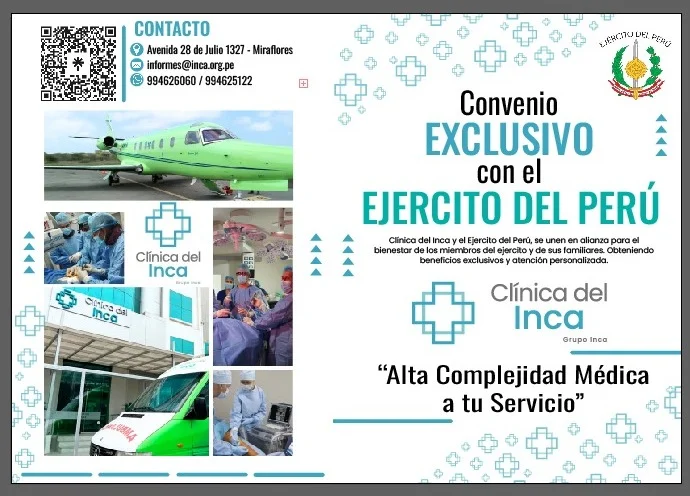 CONTACTO
Avenida 28 de Julio 1327 - Miraflores
informes@inca.org.pe
994626060 / 994625122
Clínica del
Inca
Grupo Inca
Clínica del
Inca
AMBULANCIA
EJERCITO DEL PERÚ
Convenio
EXCLUSIVO
con el
EJERCITO DEL PERÚ
Clínica del Inca y el Ejercito del Perú, se unen en alianza para el
bienestar de los miembros del ejercito y de sus familiares. Obteniendo
beneficios exclusivos y atención personalizada.
Clínica del
Inca
Grupo Inca
“Alta Complejidad Médica
a tu Servicio”